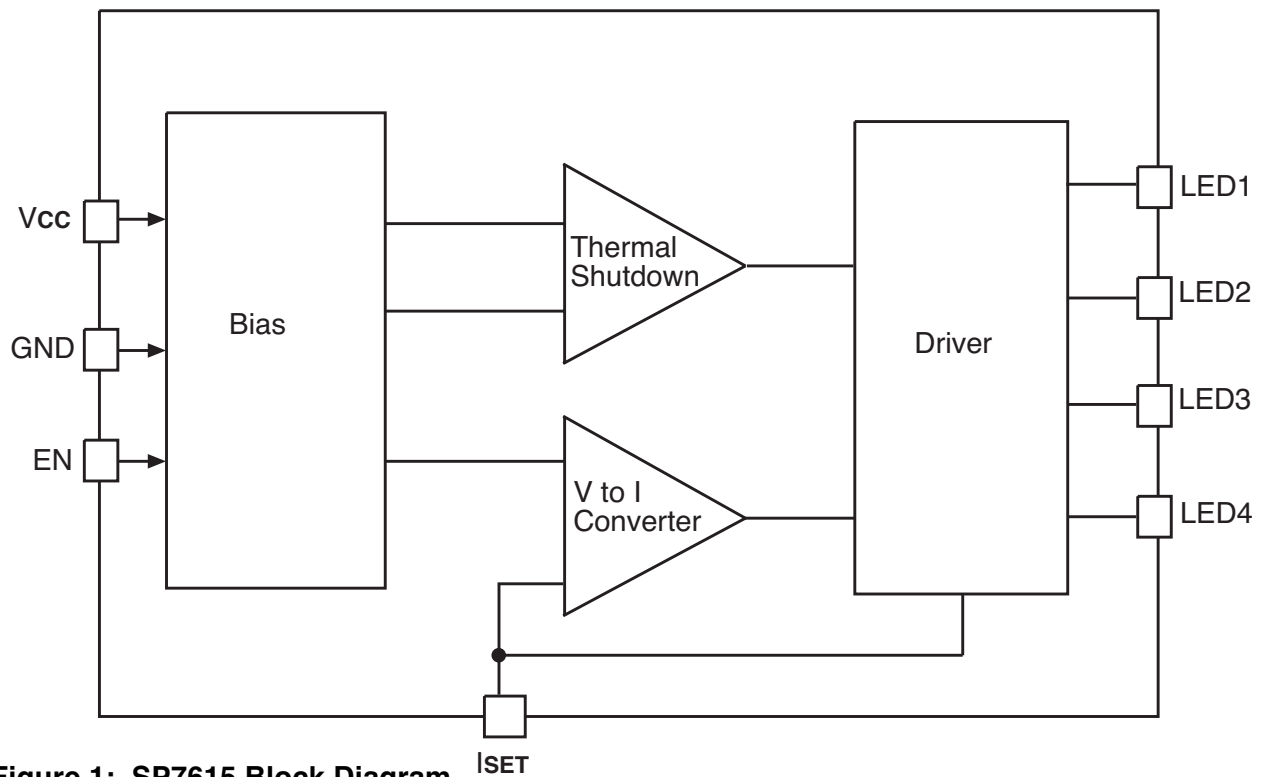 Vcc
GND
EN
Bias
Thermal
Shutdown
V to I
Converter
Driver
LED1
LED2
LED3
LED4
ISET
Figure 1: SP7615 Block Diagram